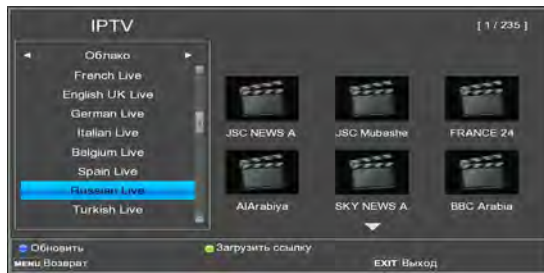 IPTV
[ 1 / 235 ]
Облако
French Live
English UK Live
German Live
Italian Live
Belgium Live
Spain Live
Russian Live
Turkish Live
JSC NEWS A
JSC Mubashe
FRANCE 24
AlArabiya
SKY NEWS A
BBC Arabia
Обновить
Загрузить ссылку
MENU Возврат
EXIT Выход